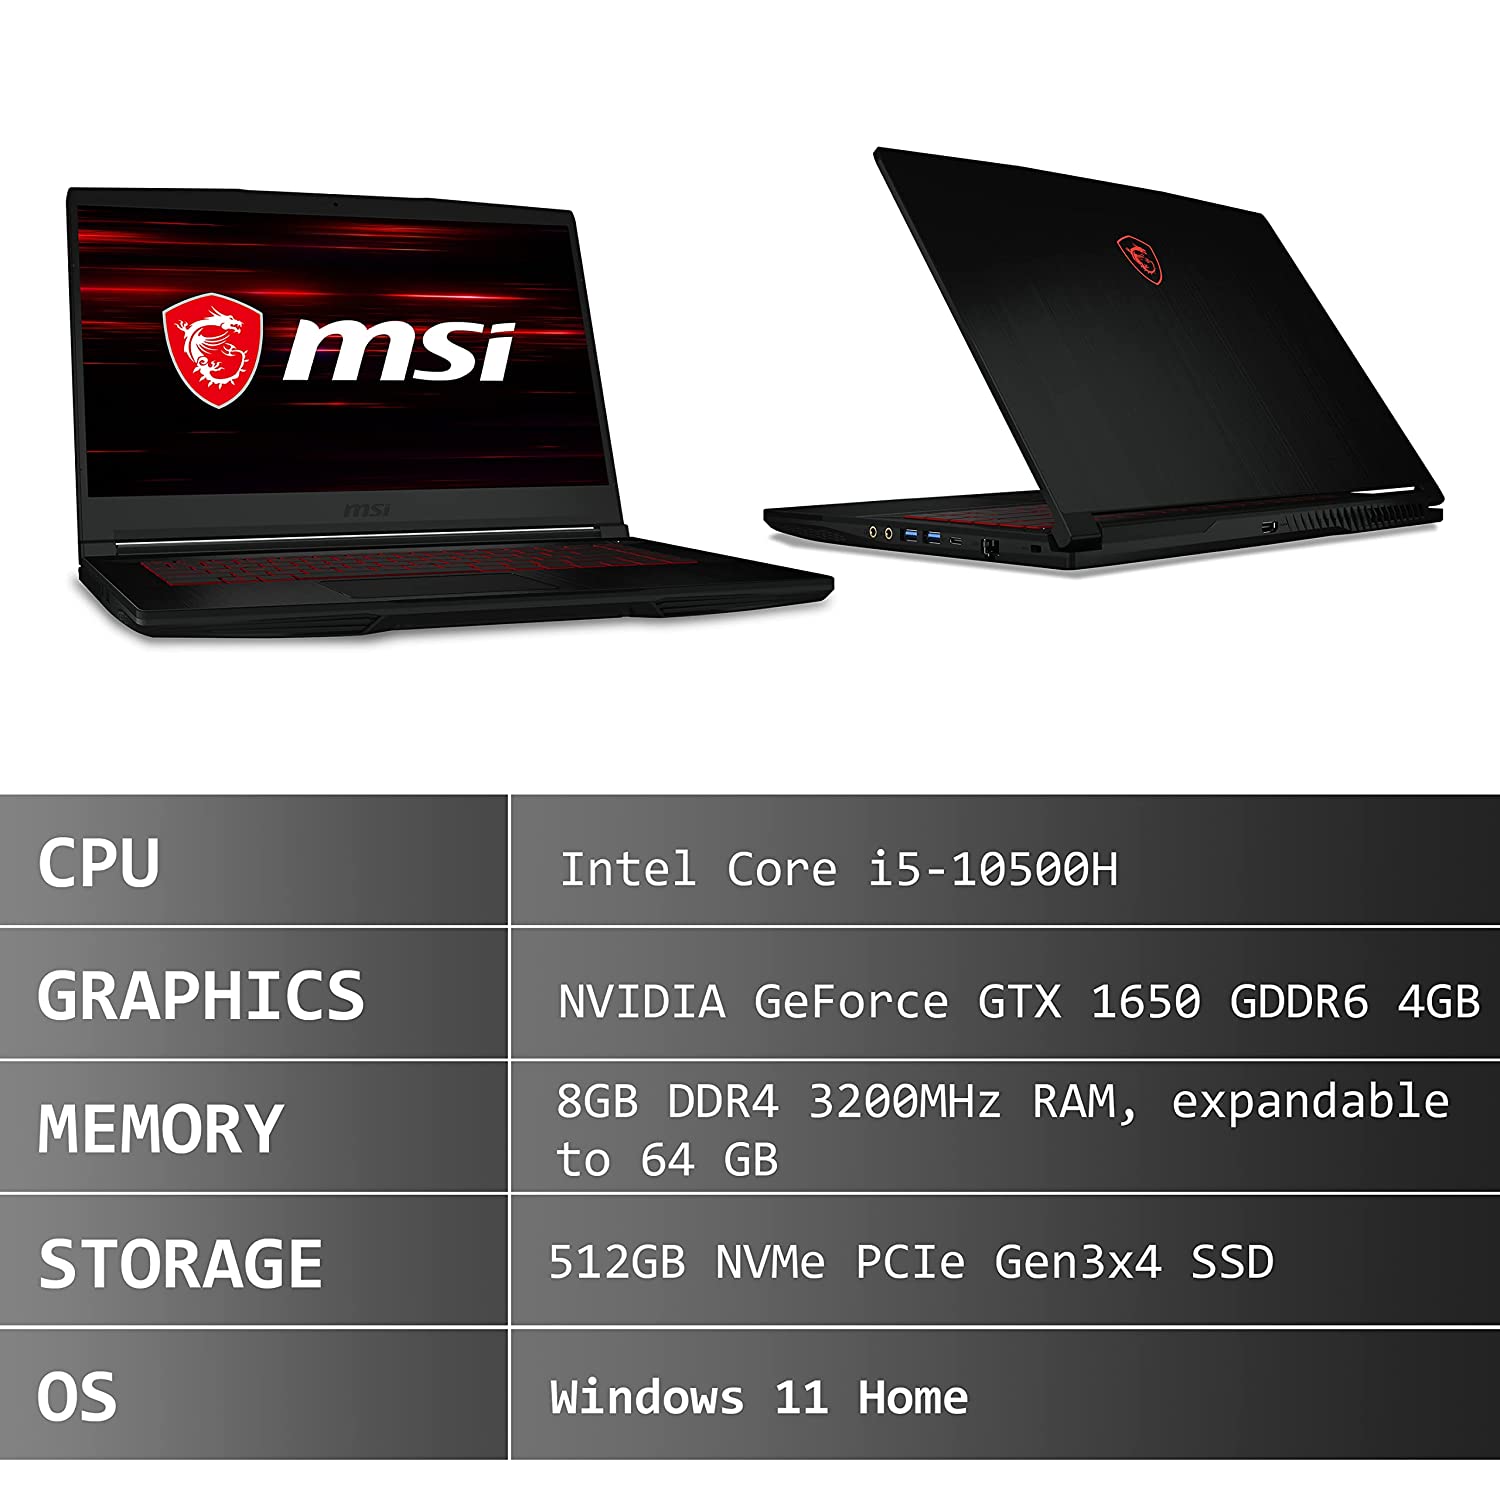 msi
msi
CPU
Intel Core i5-10500H
GRAPHICS
NVIDIA GeForce GTX 1650 GDDR6 4GB
MEMORY
8GB DDR4 3200MHz RAM, expandable
to 64 GB
STORAGE
512GB NVMe PCIe Gen3x4 SSD
OS
Windows 11 Home